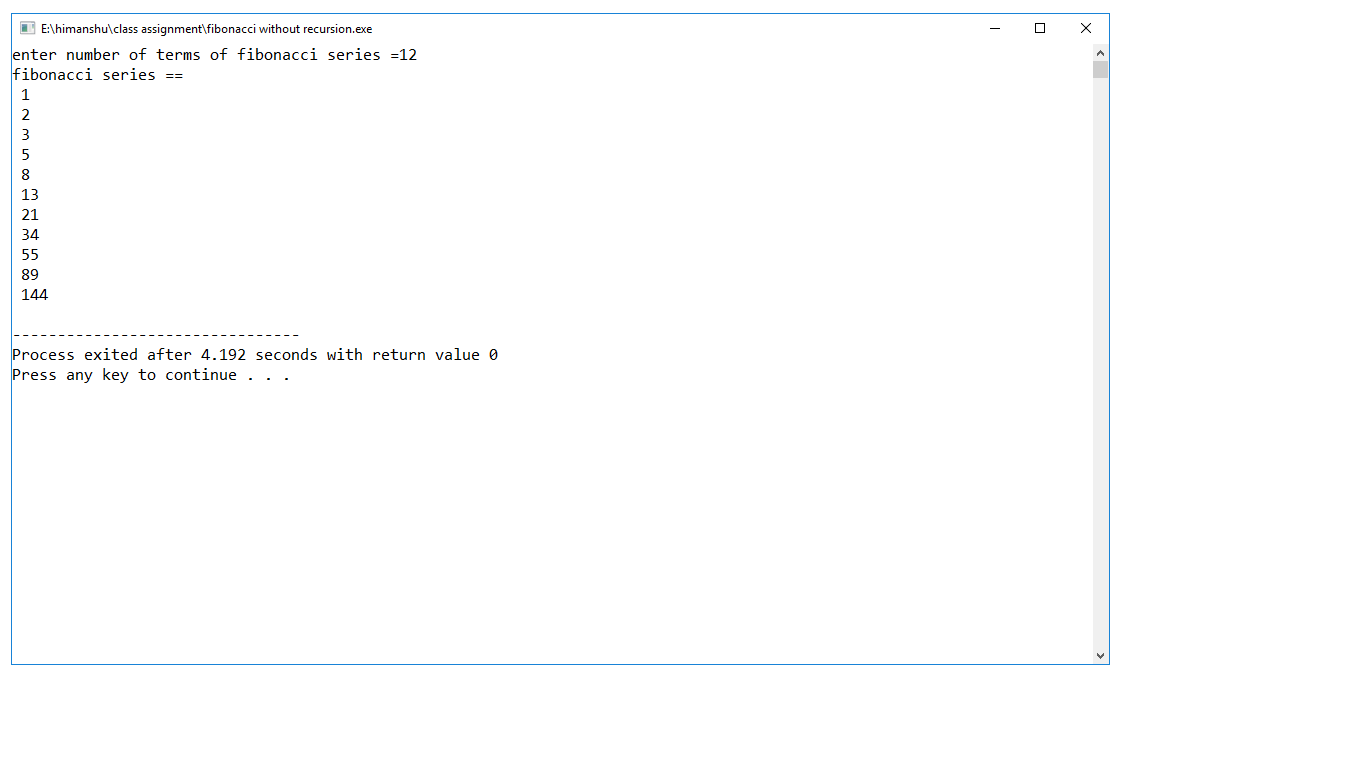 E:\himanshu\class assignment\fibonacci without recursion.exe
enter number of terms of fibonacci series =12
fibonacci series ==
1
2
3
5
8
13
21
34
55
89
144
--------------------------------
Process exited after 4.192 seconds with return value 0
Press any key to continue . . .